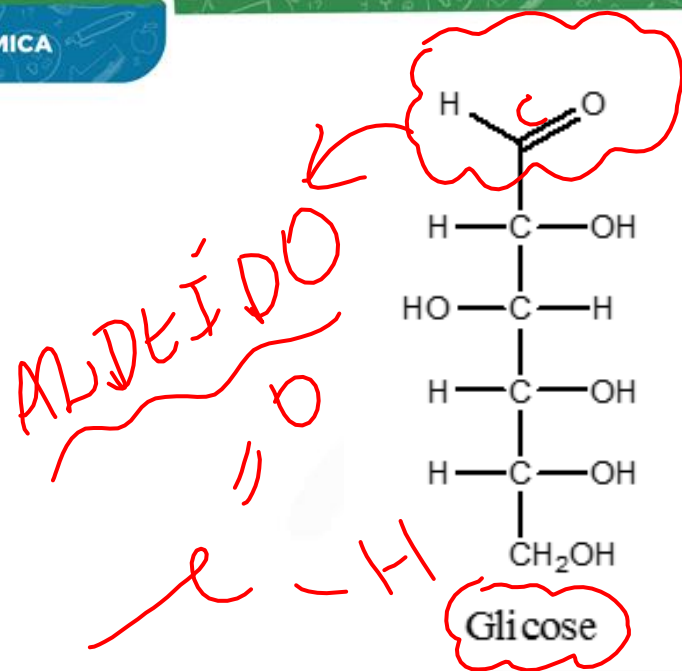 MICA
H C O
H C OH
HO C H
H C OH
H C OH
CH₂OH
Glicose
ALDEÍDO
O
C - H